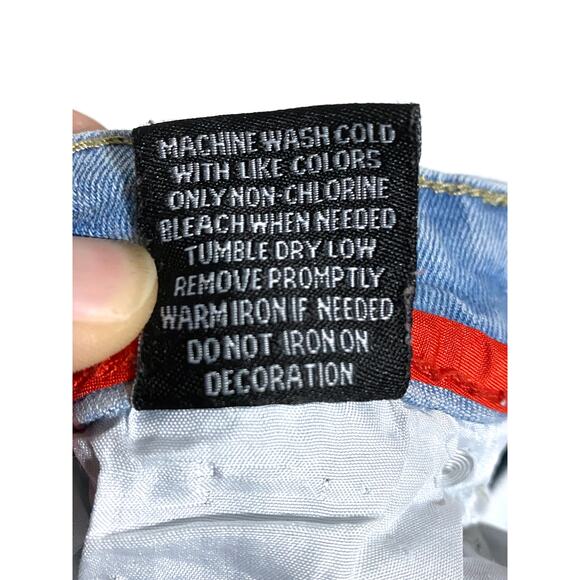 MACHINE WASH COLD
WITH LIKE COLORS
ONLY NON-CHLORINE
BLEACH WHEN NEEDED
TUMBLE DRY LOW
REMOVE PROMPTLY
WARM IRON IF NEEDED
DO NOT IRON ON
DECORATION